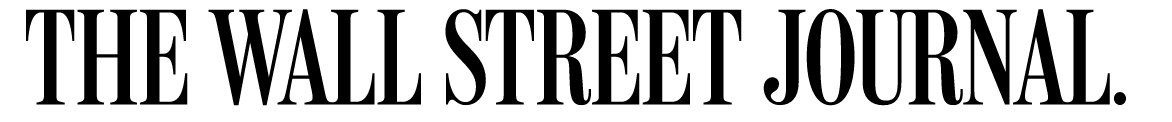 THE WALL STREET JOURNAL.